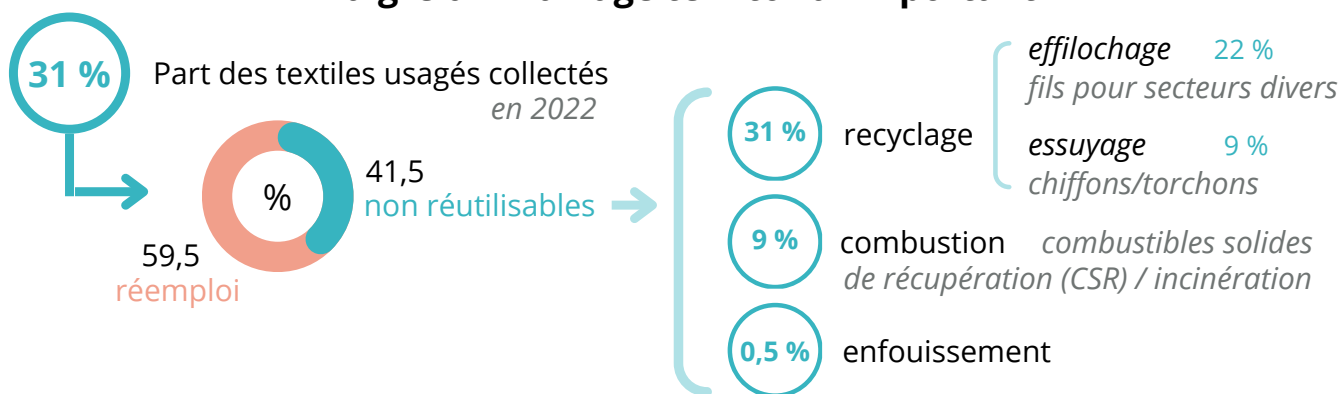 31 %
Part des textiles usagés collectés
en 2022
%
41,5
non réutilisables
59,5
réemploi
31 %
recyclage
effilochage 22 %
fils pour secteurs divers
essuyage 9 %
chiffons/torchons
9 %
combustion combustibles solides
de récupération (CSR) / incinération
0,5 %
enfouissement